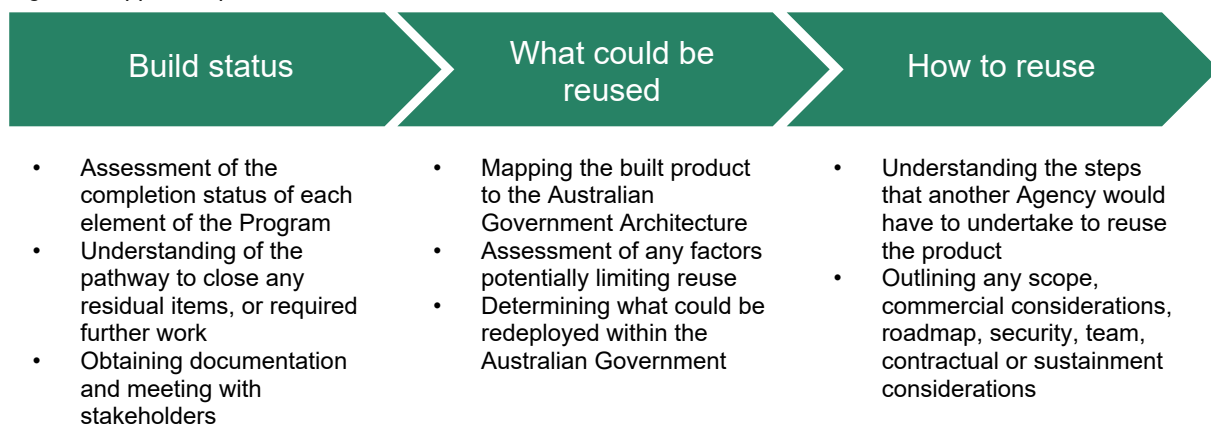 Build status
What could be
reused
How to reuse
• Assessment of the
completion status of each
element of the Program
• Understanding of the
pathway to close any
residual items, or required
further work
• Obtaining documentation
and meeting with
stakeholders
• Mapping the built product
to the Australian
Government Architecture
• Assessment of any factors
potentially limiting reuse
• Determining what could be
redeployed within the
Australian Government
• Understanding the steps
that another Agency would
have to undertake to reuse
the product
• Outlining any scope,
commercial considerations,
roadmap, security, team,
contractual or sustainment
considerations